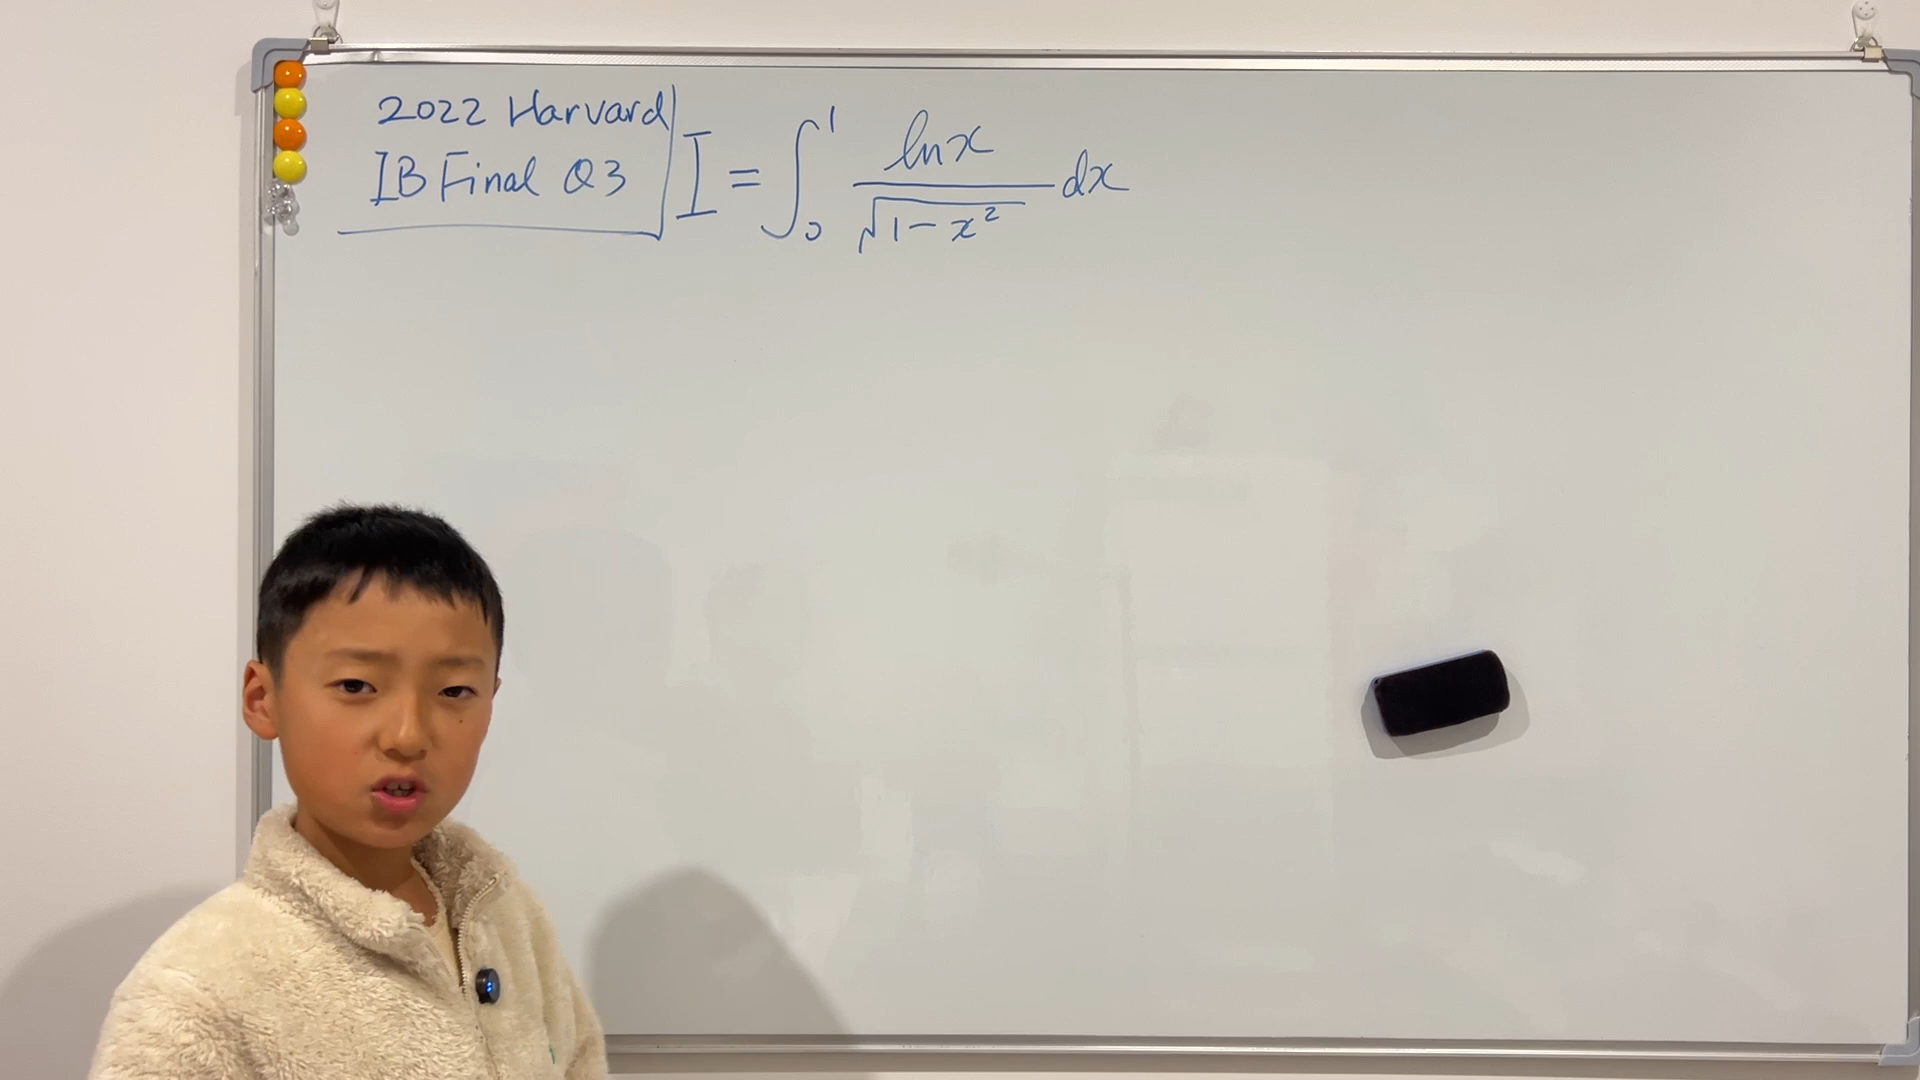 2022 Harvard
IB Final Q3
I = ∫₀¹ ln x / √(1 - x²) dx